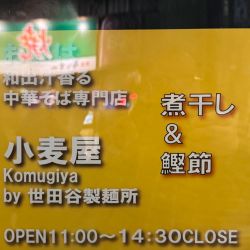 和出汁香る
中華そば専門店
煮干し
&
鰹節
小麦屋
Komugiya
by 世田谷製麺所
OPEN11:00～14:30CLOSE